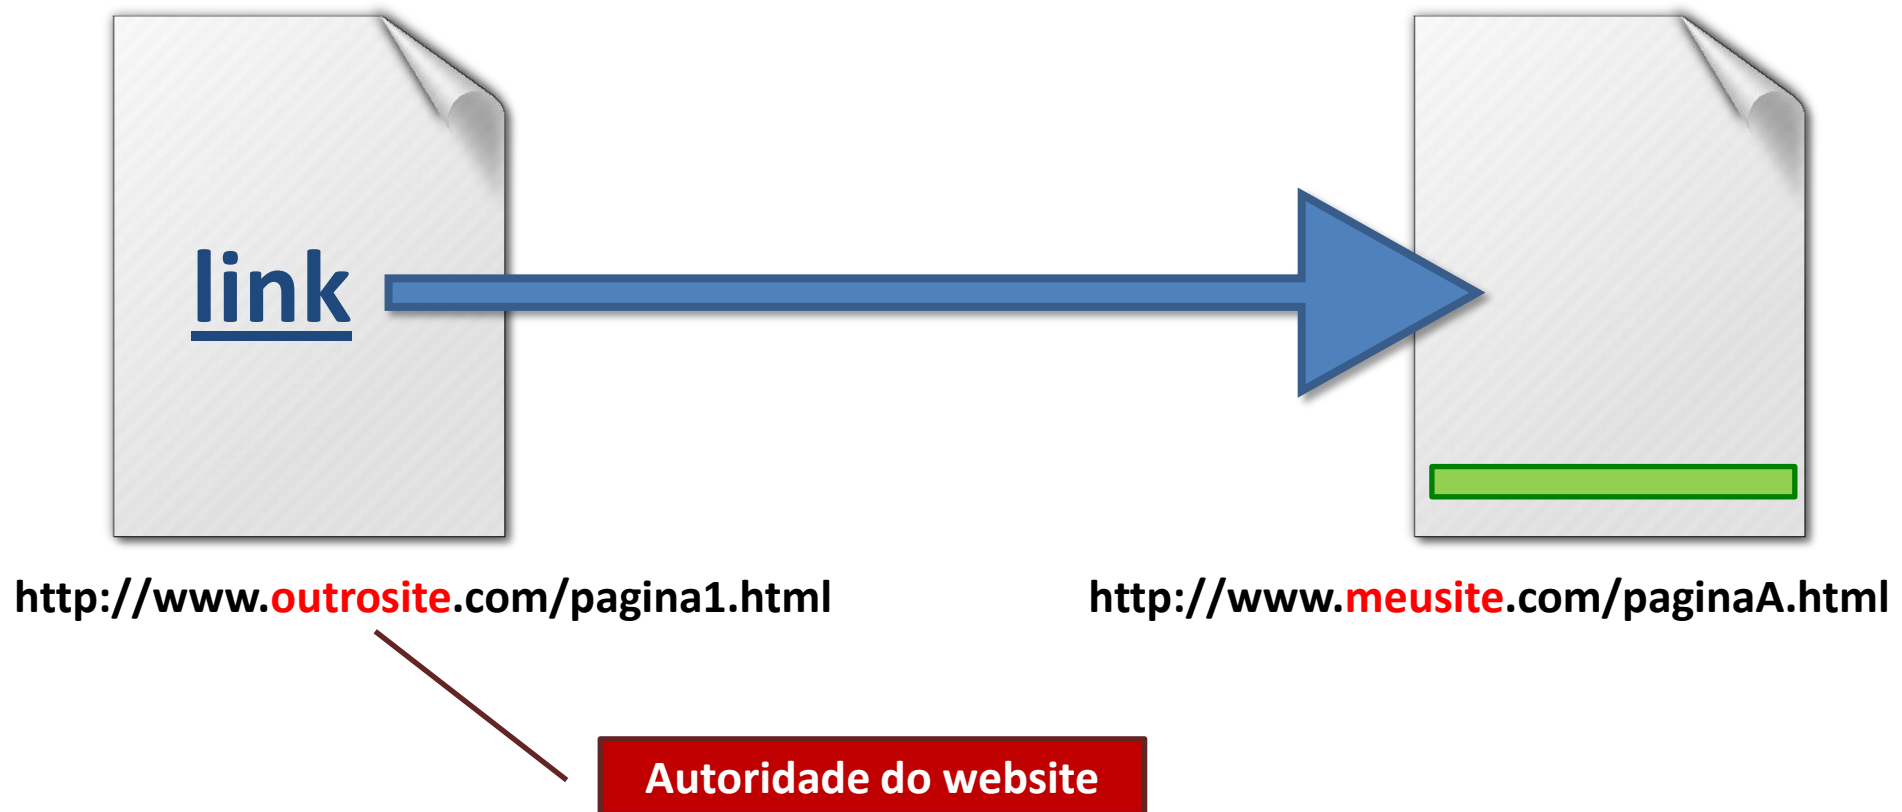 link
http://www.outrosite.com/pagina1.html
http://www.meusite.com/paginaA.html
Autoridade do website